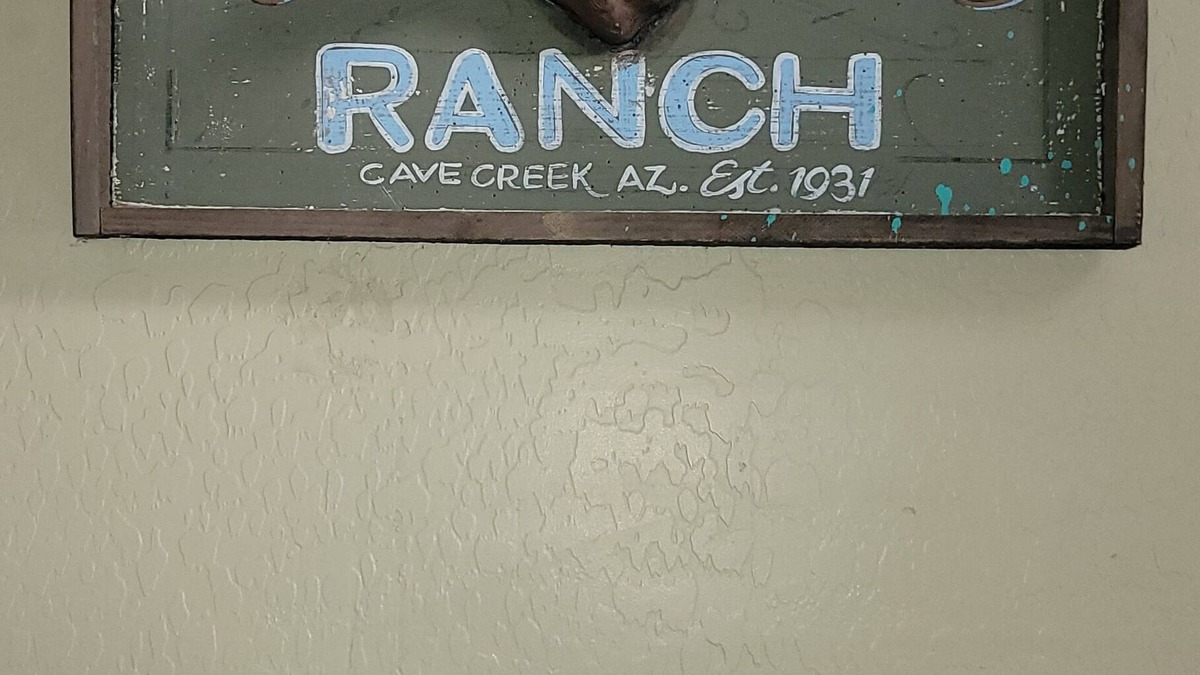 RANCH
CAVE CREEK AZ. Est. 1931